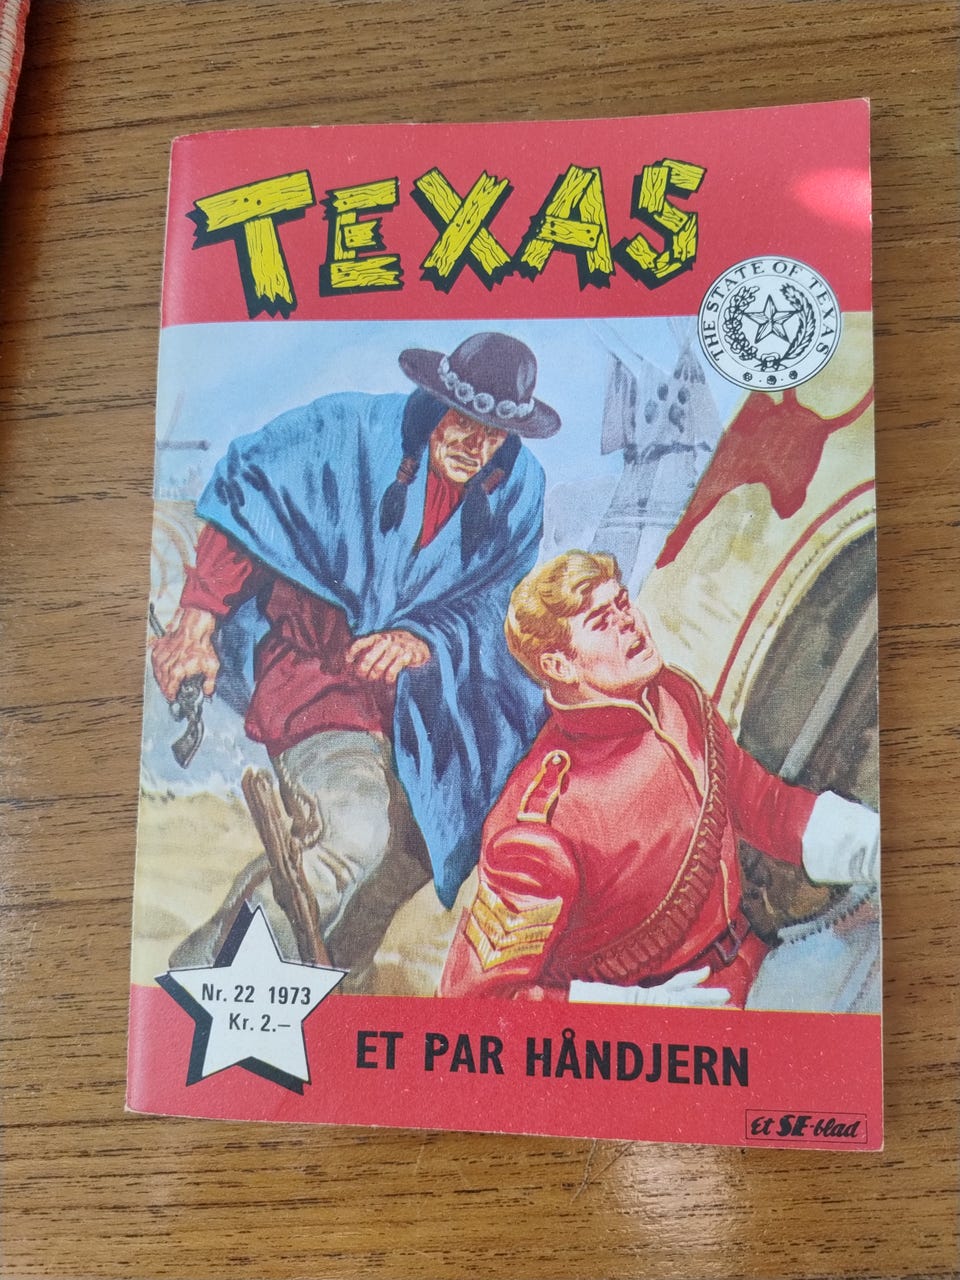 TEXAS
THE STATE OF TEXAS
Nr. 22 1973
Kr. 2.–
ET PAR HÅNDJERN
Et SE-blad